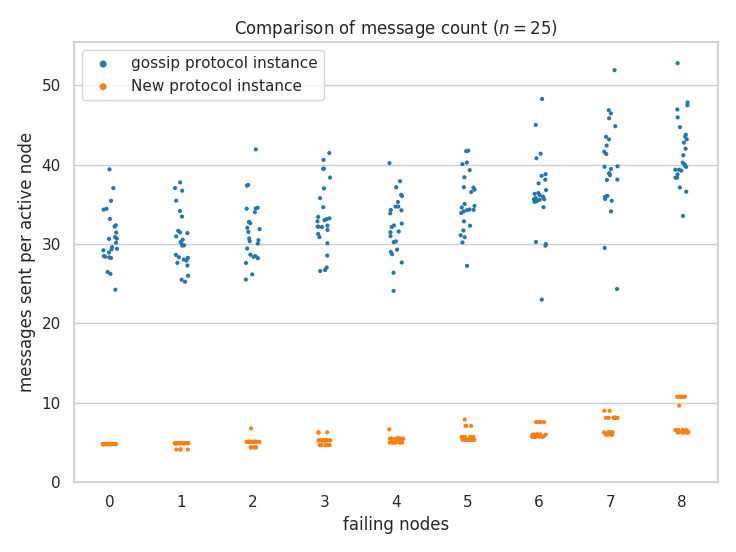 Comparison of message count (n = 25)
gossip protocol instance
New protocol instance
messages sent per active node
50
40
30
20
10
0
0 1 2 3 4 5 6 7 8
failing nodes